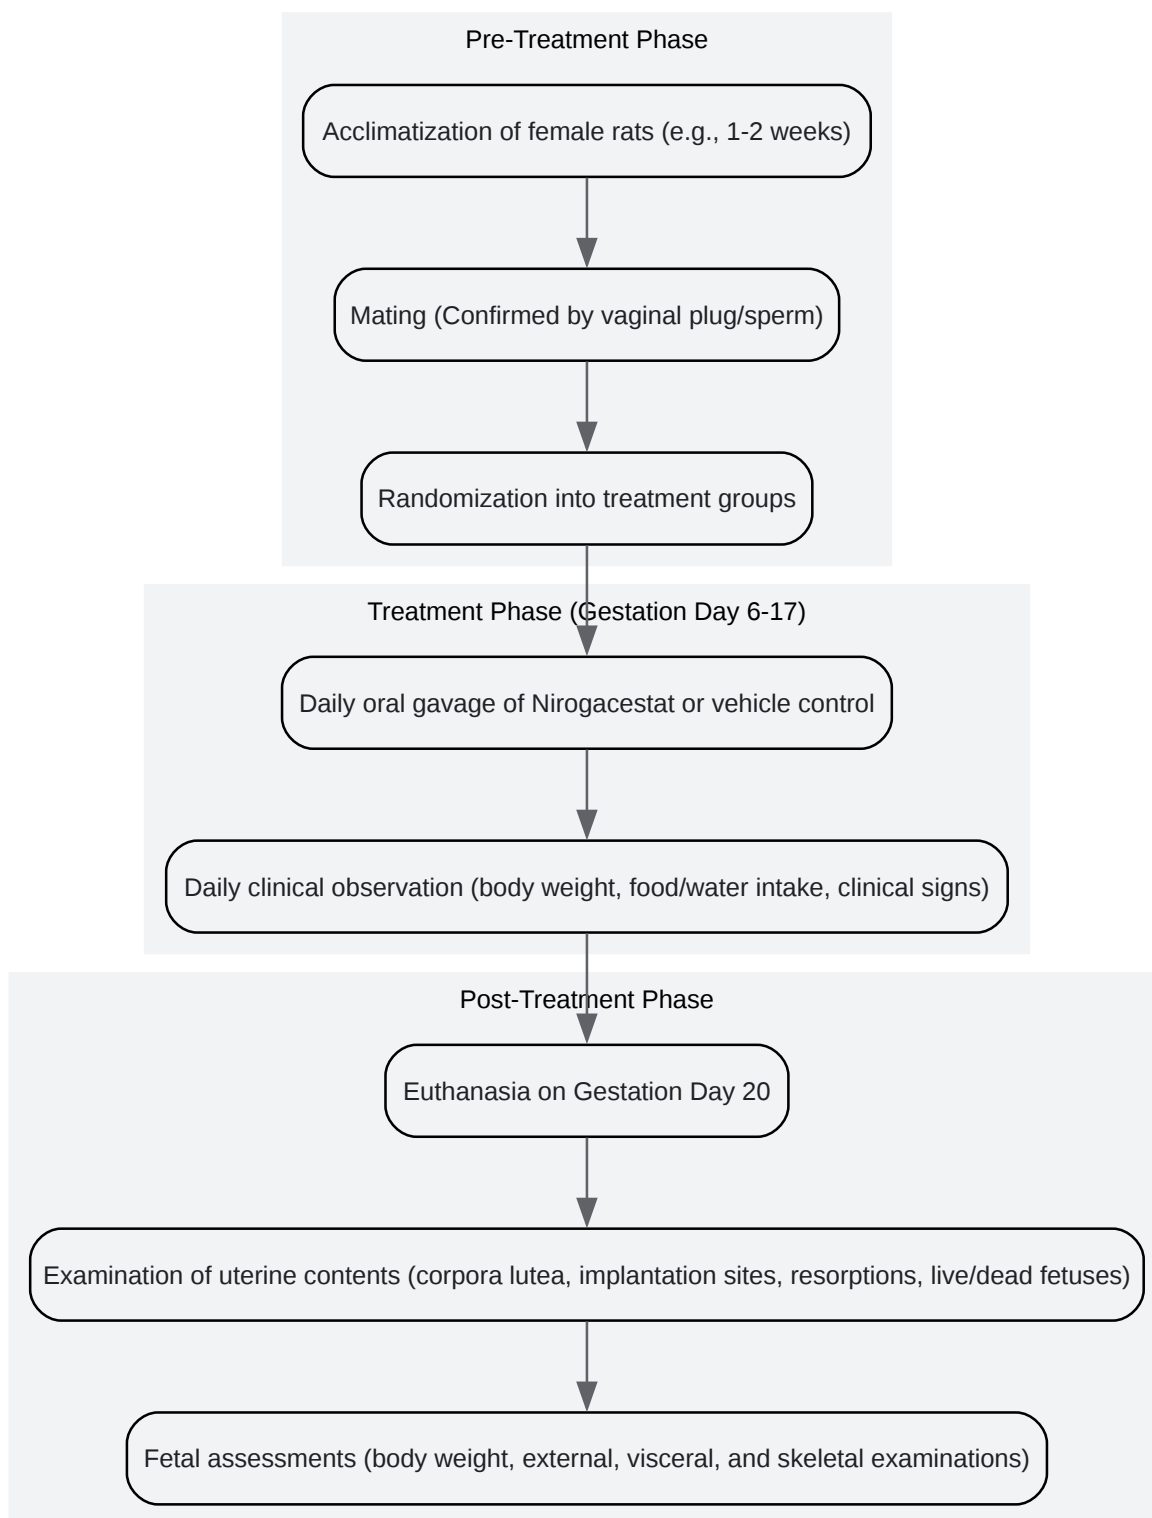 Pre-Treatment Phase
Acclimatization of female rats (e.g., 1-2 weeks)
Mating (Confirmed by vaginal plug/sperm)
Randomization into treatment groups
Treatment Phase (Gestation Day 6-17)
Daily oral gavage of Nirogacestat or vehicle control
Daily clinical observation (body weight, food/water intake, clinical signs)
Post-Treatment Phase
Euthanasia on Gestation Day 20
Examination of uterine contents (corpora lutea, implantation sites, resorptions, live/dead fetuses)
Fetal assessments (body weight, external, visceral, and skeletal examinations)